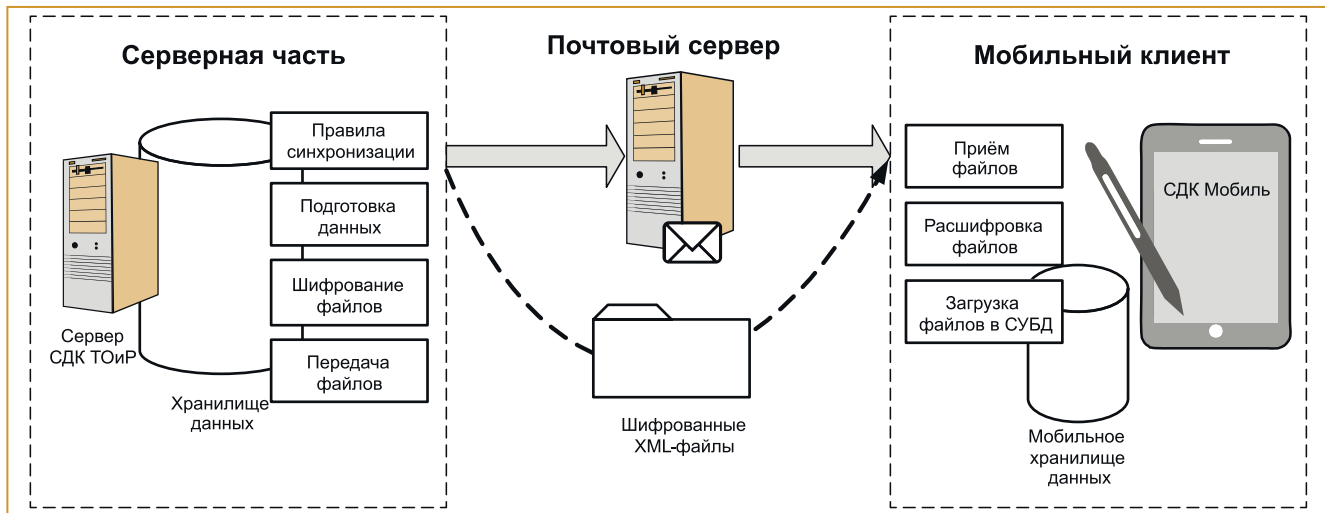 Серверная часть
Почтовый сервер
Мобильный клиент
Правила
синхронизации
Подготовка
данных
Шифрование
файлов
Передача
файлов
Сервер
СДК ТОиР
Хранилище
данных
Шифрованные
XML-файлы
Приём
файлов
Расшифровка
файлов
Загрузка
файлов в СУБД
СДК Мобиль
Мобильное
хранилище
данных